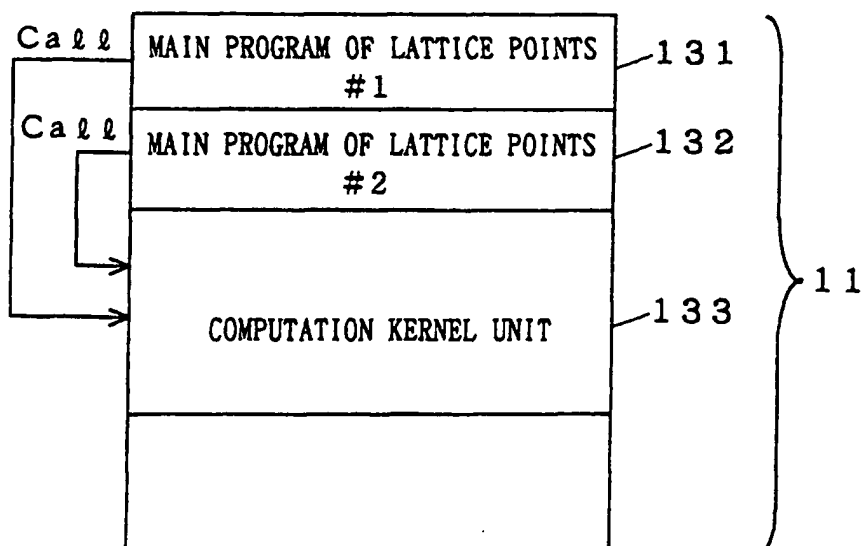 Call
MAIN PROGRAM OF LATTICE POINTS
#1
131
Call
MAIN PROGRAM OF LATTICE POINTS
#2
132
11
COMPUTATION KERNEL UNIT
133